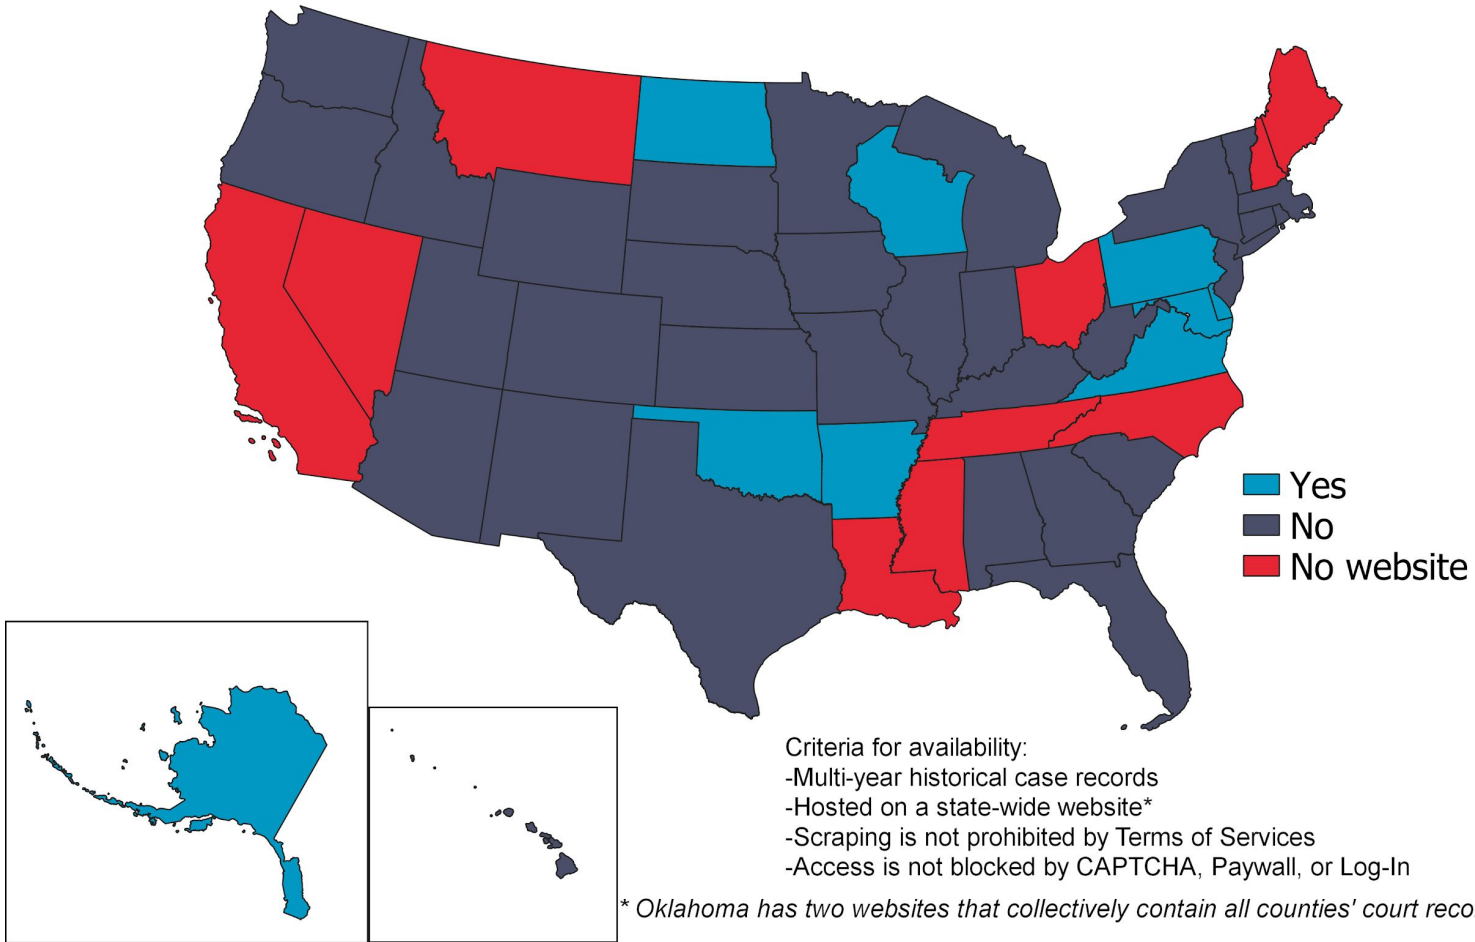 Yes
No
No website
Criteria for availability:
-Multi-year historical case records
-Hosted on a state-wide website*
-Scraping is not prohibited by Terms of Services
-Access is not blocked by CAPTCHA, Paywall, or Log-In
* Oklahoma has two websites that collectively contain all counties' court reco